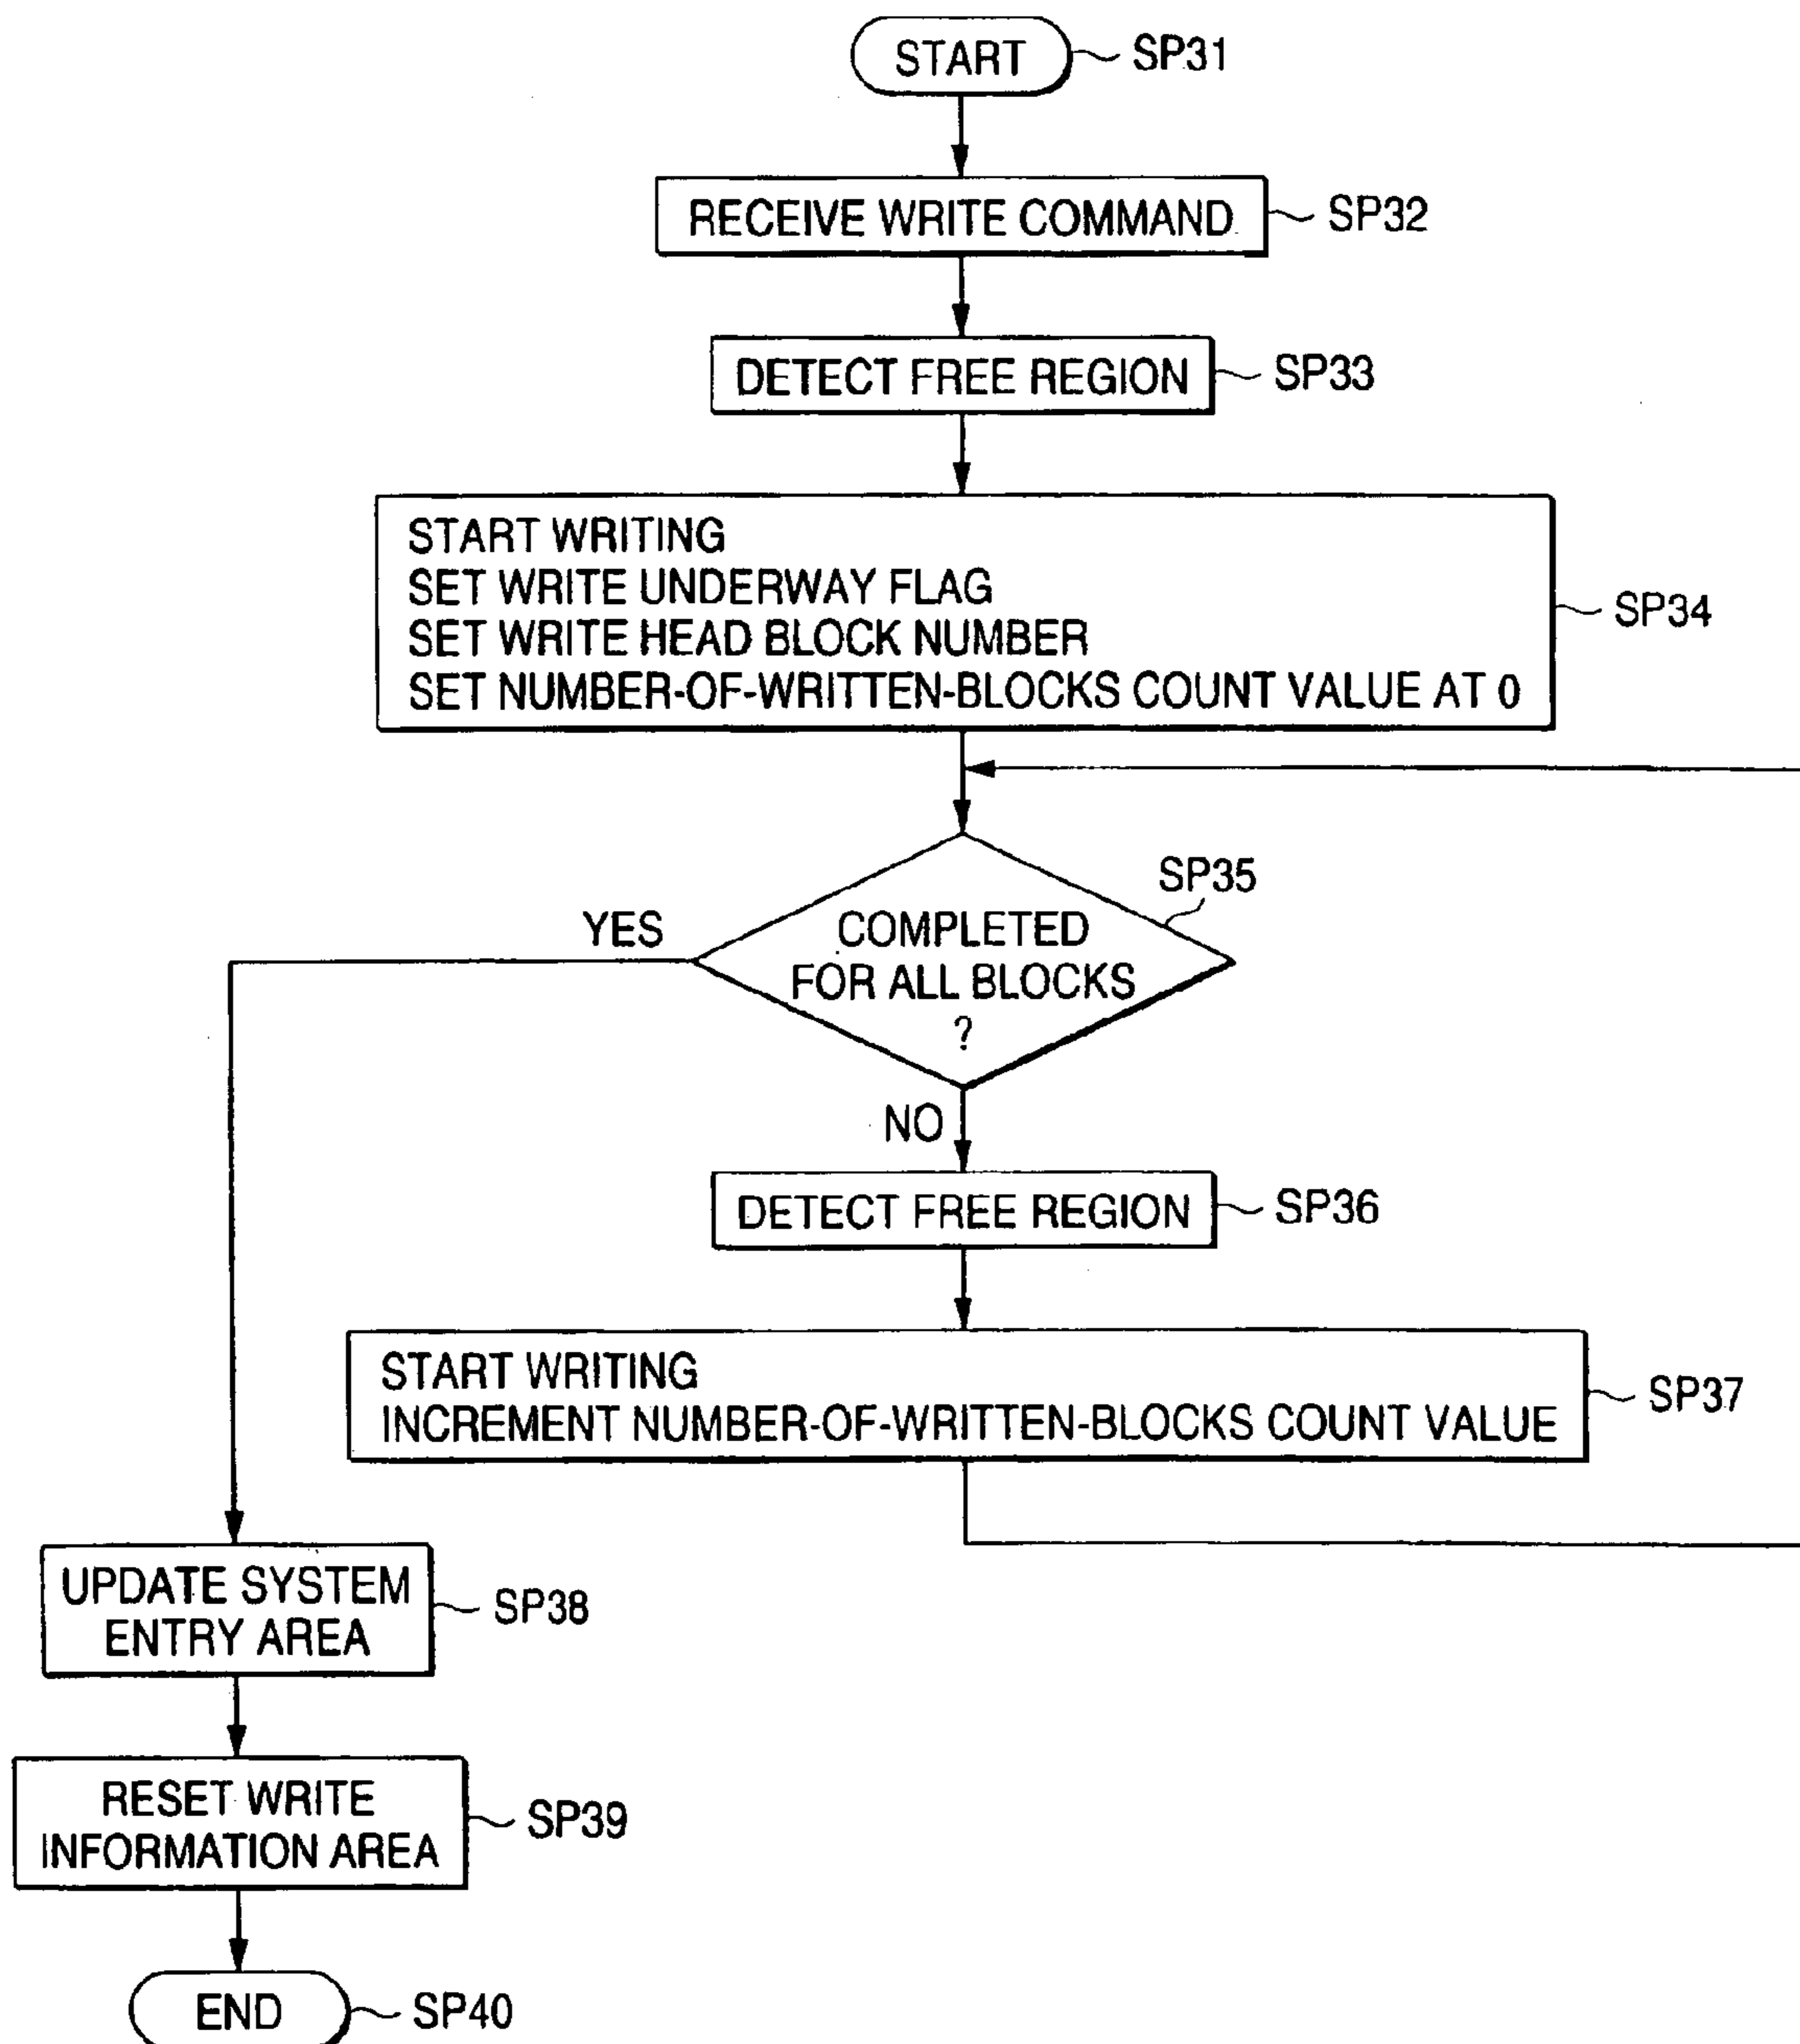 START
SP31
RECEIVE WRITE COMMAND
SP32
DETECT FREE REGION
SP33
START WRITING
SET WRITE UNDERWAY FLAG
SET WRITE HEAD BLOCK NUMBER
SET NUMBER-OF-WRITTEN-BLOCKS COUNT VALUE AT 0
SP34
SP35
YES
COMPLETED
FOR ALL BLOCKS
?
NO
DETECT FREE REGION
SP36
START WRITING
INCREMENT NUMBER-OF-WRITTEN-BLOCKS COUNT VALUE
SP37
UPDATE SYSTEM
ENTRY AREA
SP38
RESET WRITE
INFORMATION AREA
SP39
END
SP40